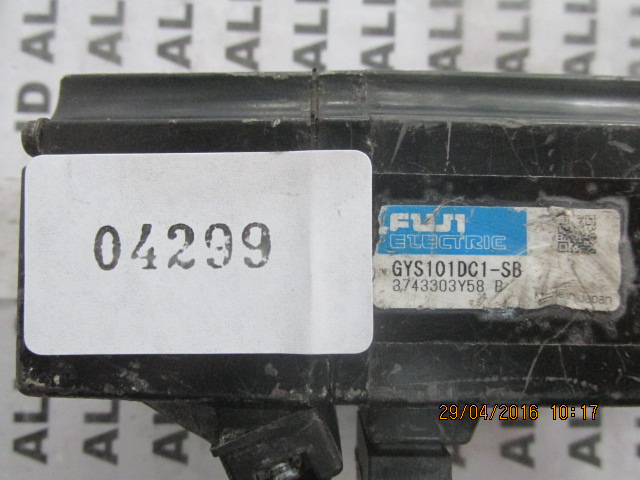 04299
FUJI
ELECTRIC
GYS101DC1-SB
3743303Y58 B
Japan
29/04/2016 10:17